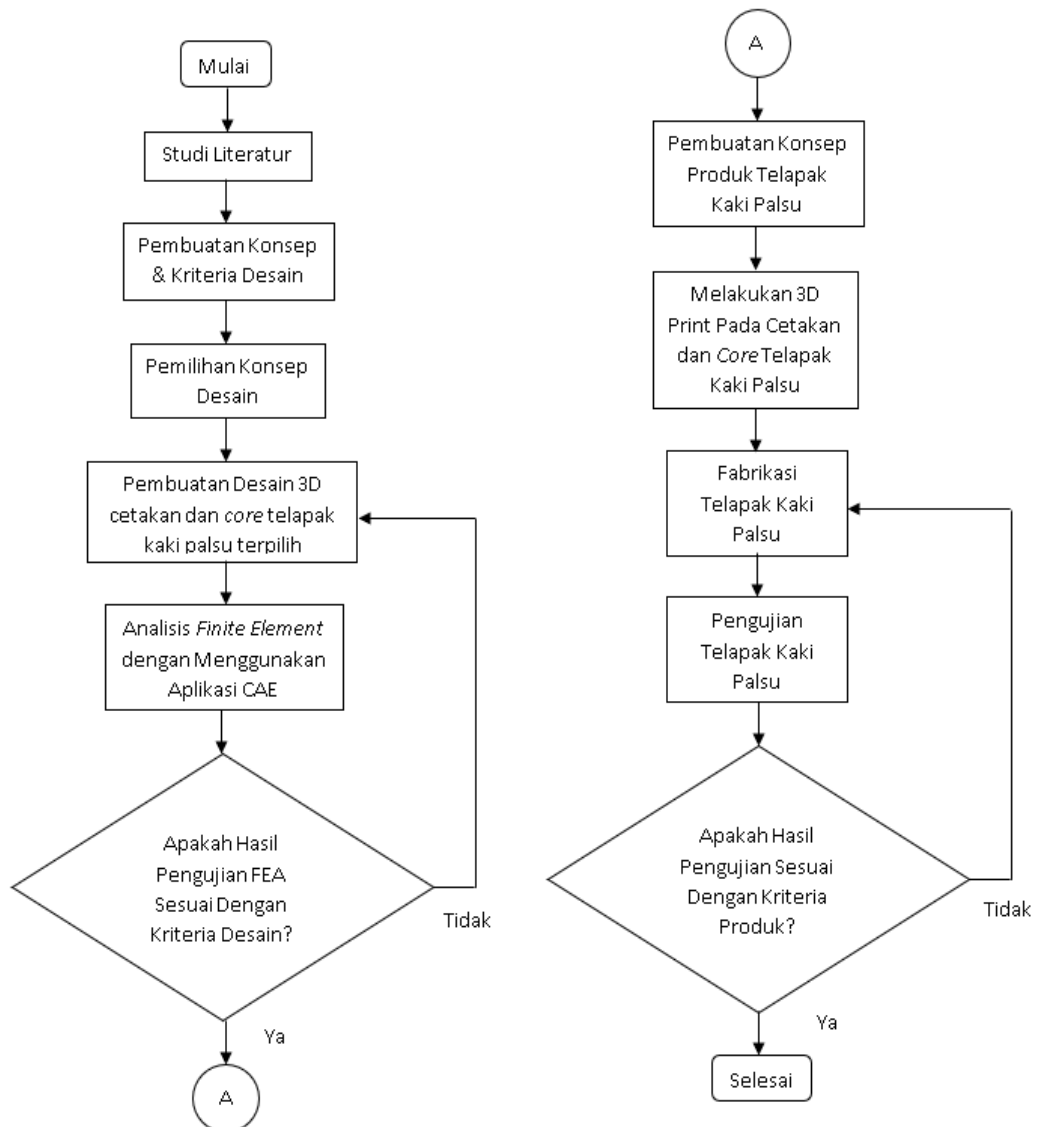 Mulai
Studi Literatur
Pembuatan Konsep
& Kriteria Desain
Pemilihan Konsep
Desain
Pembuatan Desain 3D
cetakan dan core telapak
kaki palsu terpilih
Analisis Finite Element
dengan Menggunakan
Aplikasi CAE
Apakah Hasil
Pengujian FEA
Sesuai Dengan
Kriteria Desain?
Tidak
Ya
A
A
Pembuatan Konsep
Produk Telapak
Kaki Palsu
Melakukan 3D
Print Pada Cetakan
dan Core Telapak
Kaki Palsu
Fabrikasi
Telapak Kaki
Palsu
Pengujian
Telapak Kaki
Palsu
Apakah Hasil
Pengujian Sesuai
Dengan Kriteria
Produk?
Tidak
Ya
Selesai